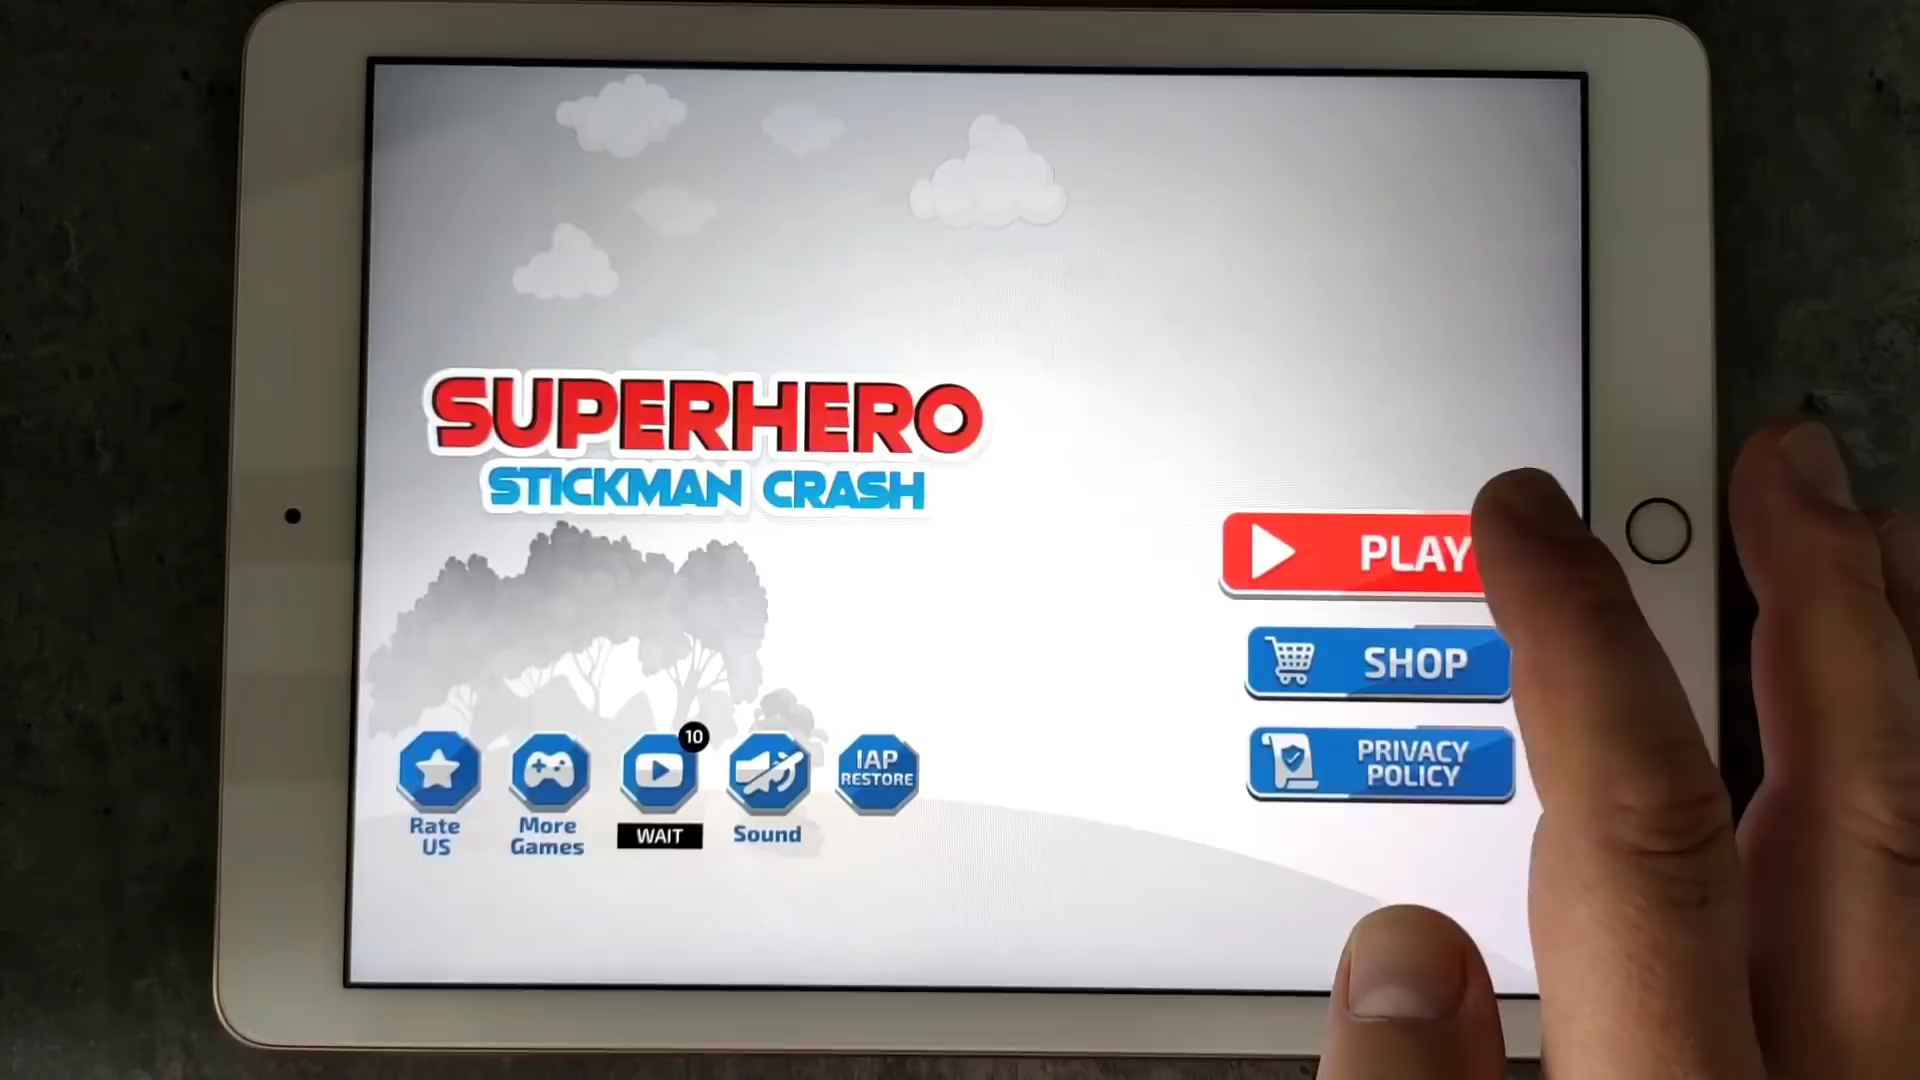 SUPERHERO
STICKMAN CRASH
PLAY
SHOP
PRIVACY
POLICY
10
IAP
RESTORE
WAIT
Rate
US
More
Games
Sound